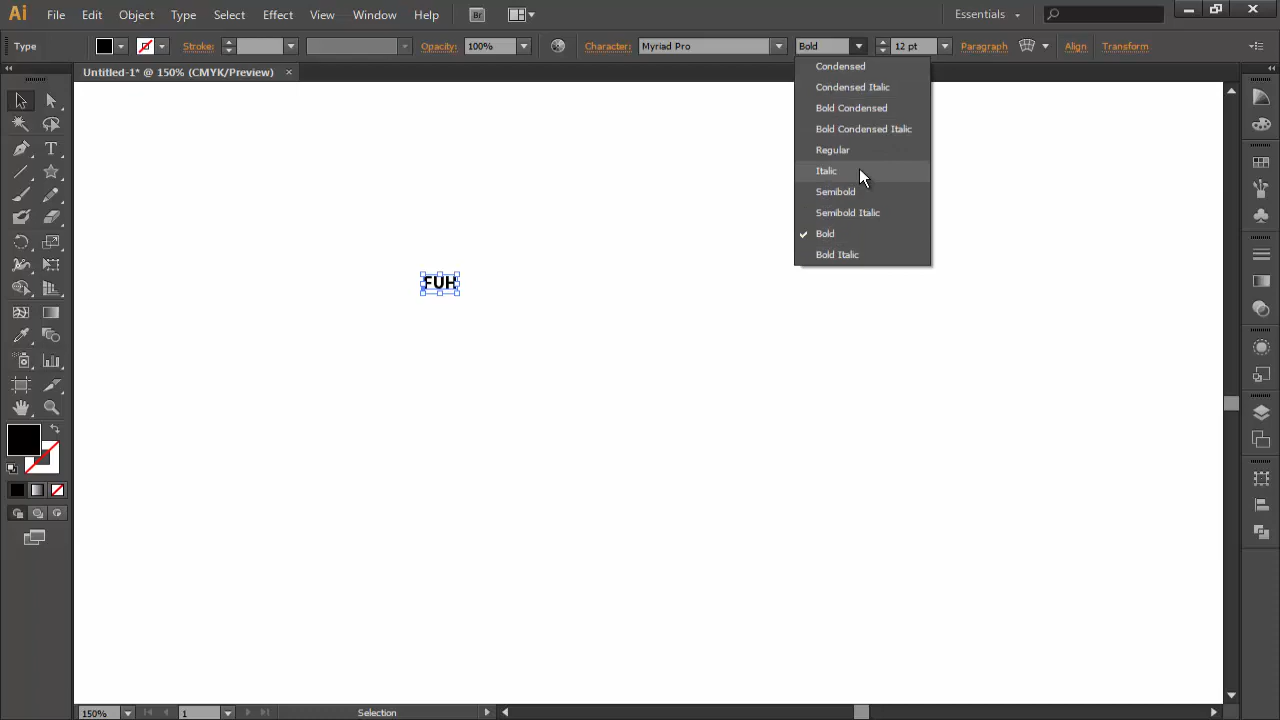 Ai File Edit Object Type Select Effect View Window Help Br Essentials
Type Stroke: Opacity: 100% Character: Myriad Pro Bold 12 pt Paragraph Align Transform
Untitled-1* @ 150% (CMYK/Preview)
Condensed
Condensed Italic
Bold Condensed
Bold Condensed Italic
Regular
Italic
Semibold
Semibold Italic
Bold
Bold Italic
FUH
150% 1 Selection